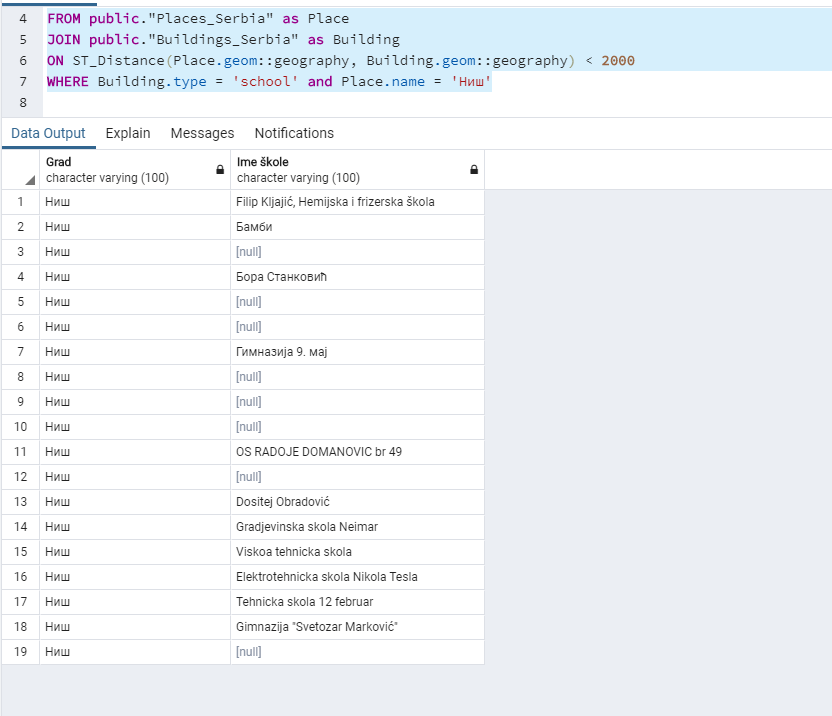 4 FROM public."Places_Serbia" as Place
5 JOIN public."Buildings_Serbia" as Building
6 ON ST_Distance(Place.geom::geography, Building.geom::geography) < 2000
7 WHERE Building.type = 'school' and Place.name = 'Ниш'
8
Data Output Explain Messages Notifications
Grad Ime škole
character varying (100) character varying (100)
1 Ниш Filip Kljajić, Hemijska i frizerska škola
2 Ниш Бамби
3 Ниш [null]
4 Ниш Бора Станковић
5 Ниш [null]
6 Ниш [null]
7 Ниш Гимназија 9. мај
8 Ниш [null]
9 Ниш [null]
10 Ниш [null]
11 Ниш OS RADOJE DOMANOVIC br 49
12 Ниш [null]
13 Ниш Dositej Obradović
14 Ниш Gradjevinska skola Neimar
15 Ниш Viskoa tehnicka skola
16 Ниш Elektrotehnicka skola Nikola Tesla
17 Ниш Tehnicka skola 12 februar
18 Ниш Gimnazija "Svetozar Marković"
19 Ниш [null]